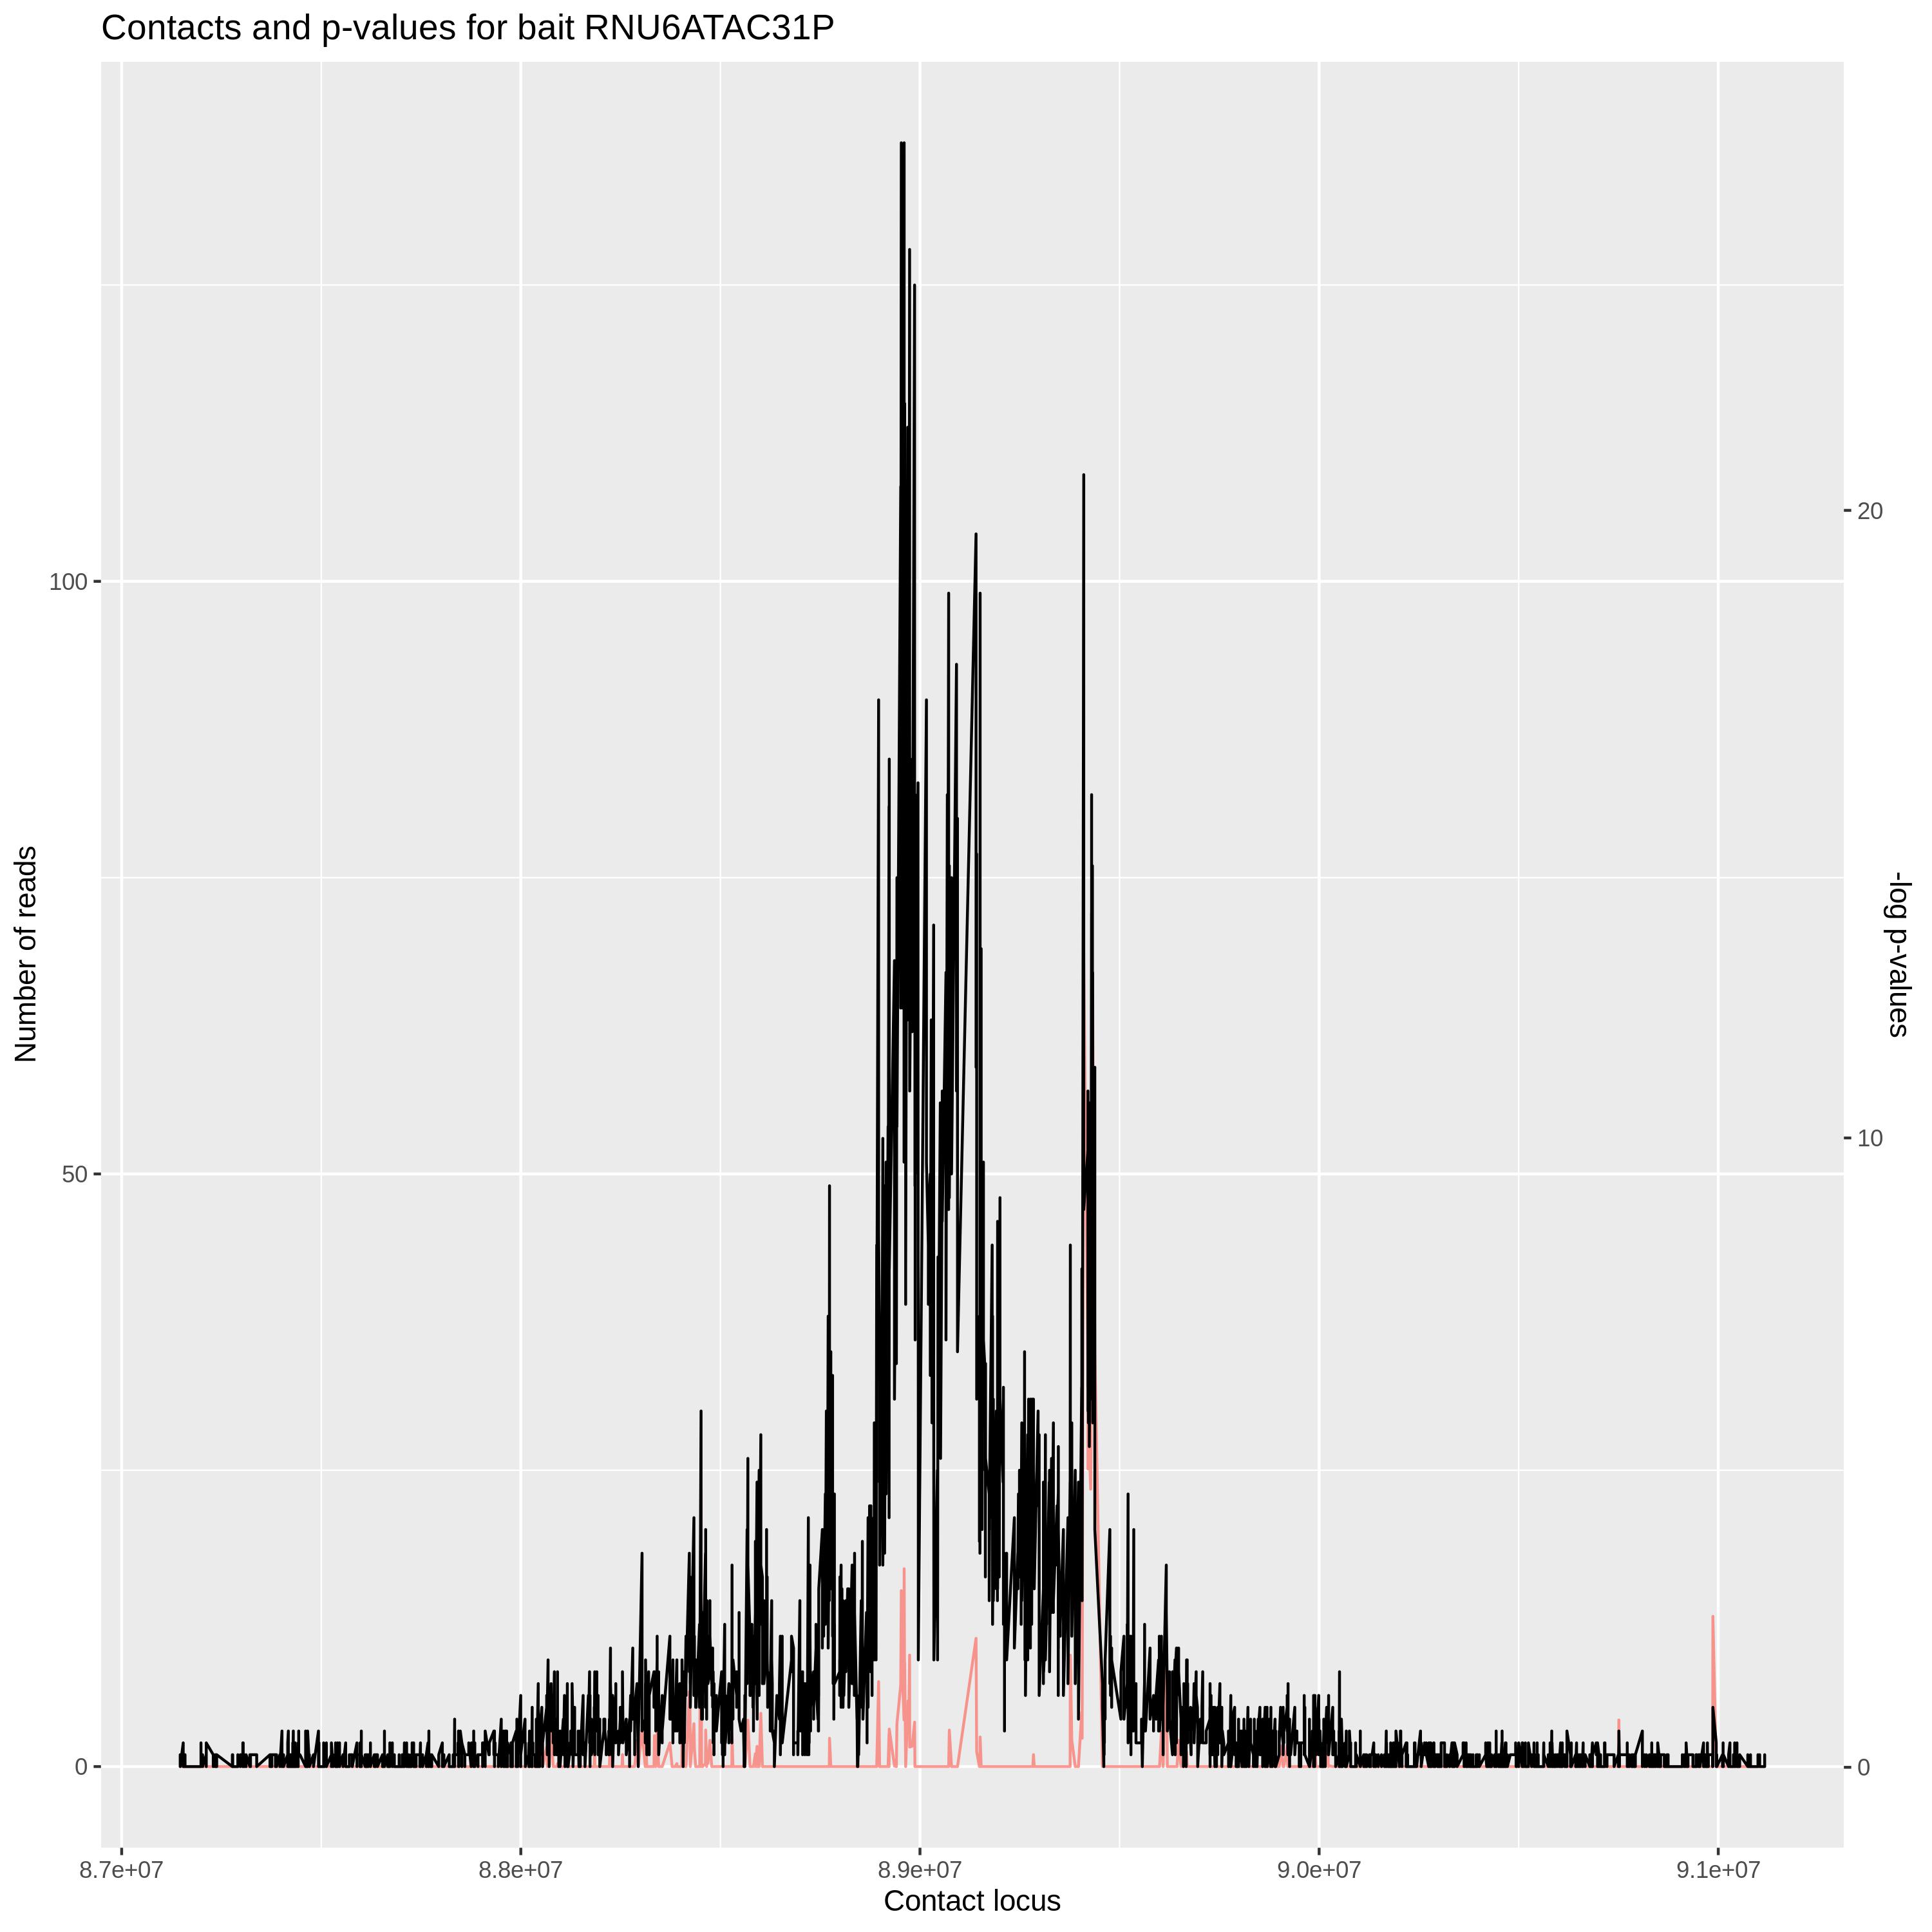 Contacts and p-values for bait RNU6ATAC31P
Number of reads
100
50
0
20
10
0
-log p-values
8.7e+07
8.8e+07
8.9e+07
9.0e+07
9.1e+07
Contact locus